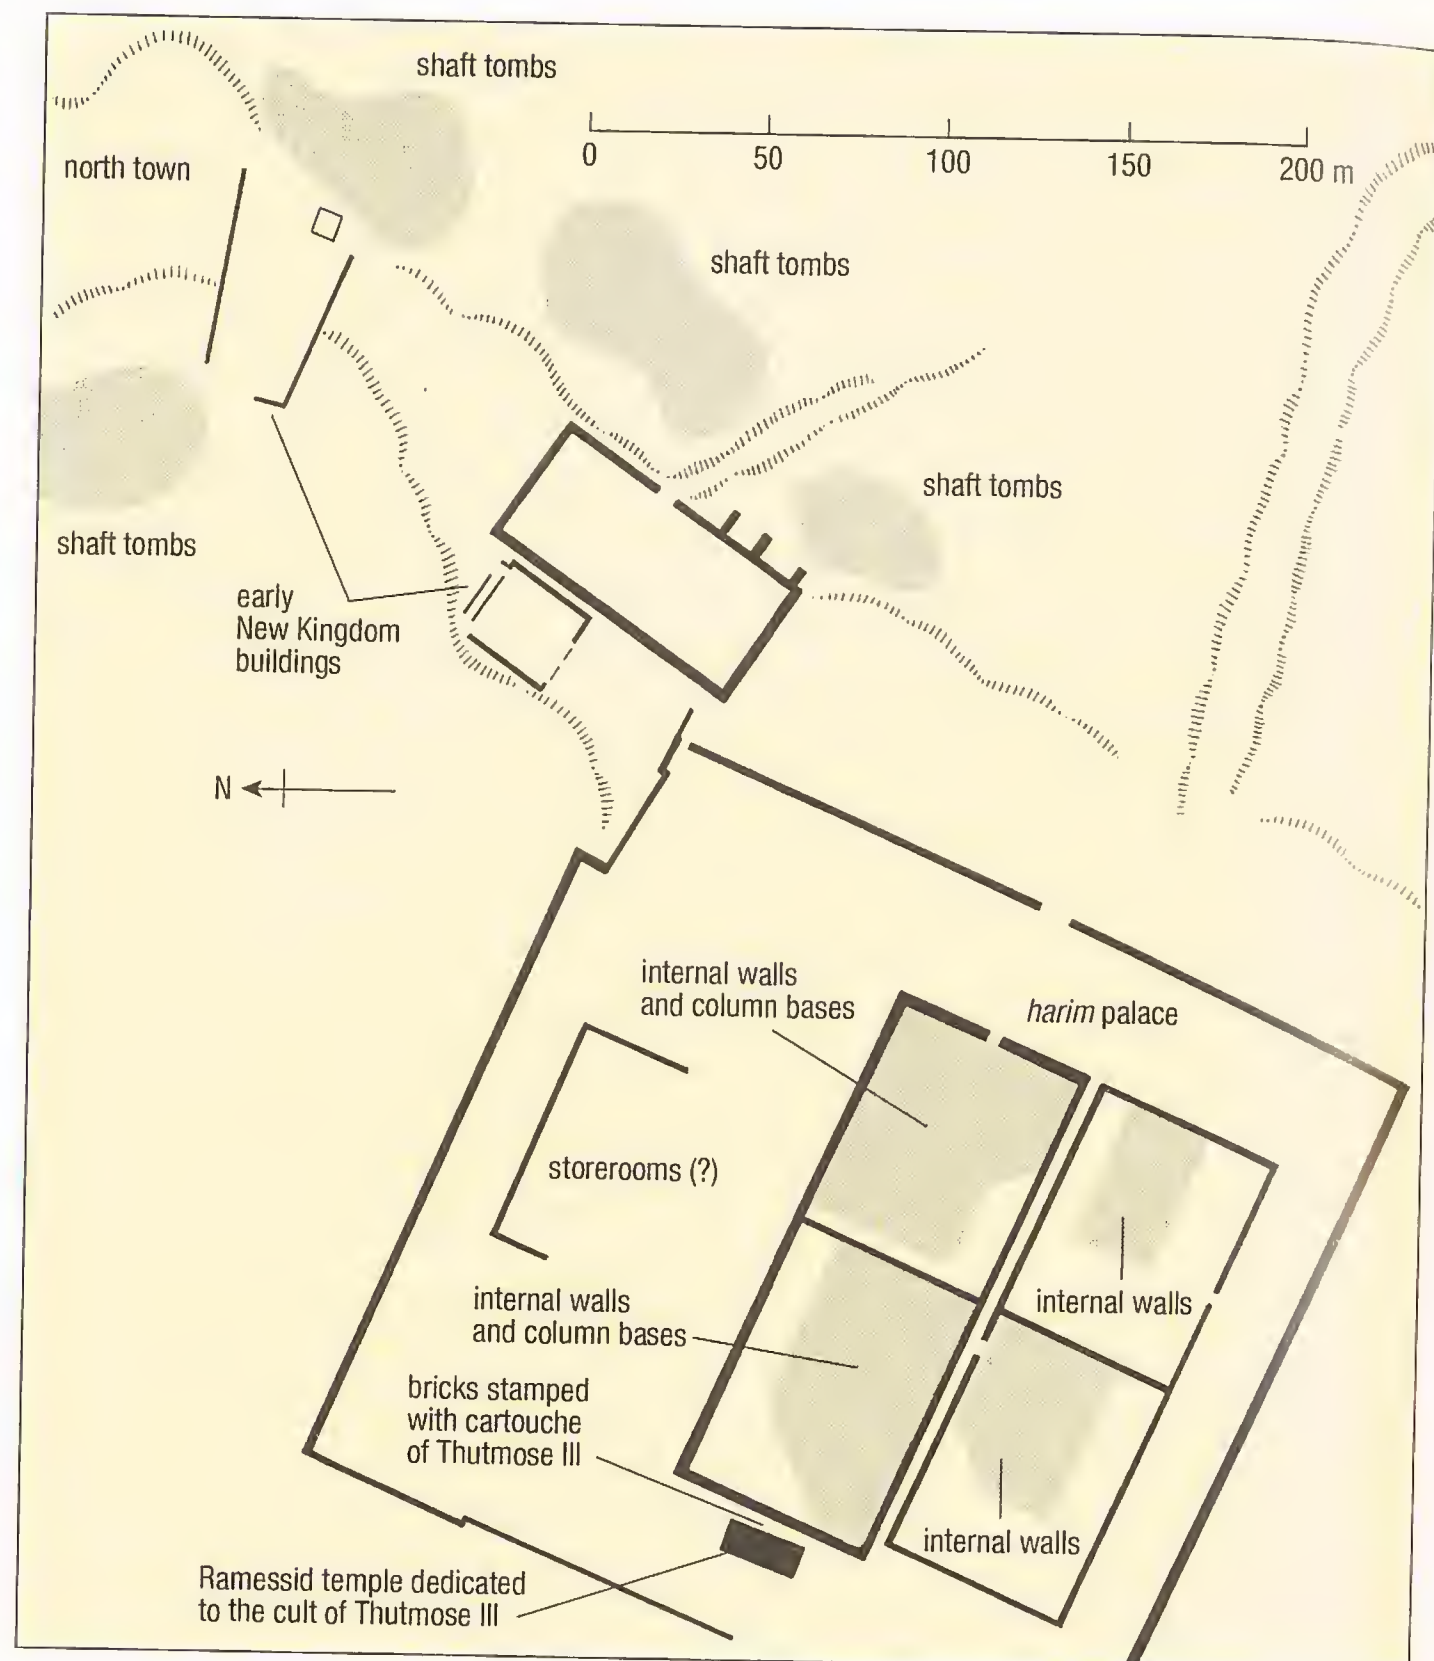 shaft tombs
0 50 100 150 200 m
north town
shaft tombs
shaft tombs
shaft tombs
early
New Kingdom
buildings
N
internal walls
and column bases
harim palace
storerooms (?)
internal walls
and column bases
internal walls
bricks stamped
with cartouche
of Thutmose III
internal walls
Ramessid temple dedicated
to the cult of Thutmose III